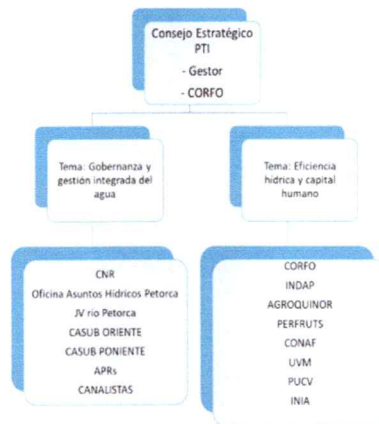 Consejo Estratégico
PTI
- Gestor
- CORFO
Tema: Gobernanza y
gestión integrada del
agua
Tema: Eficiencia
hídrica y capital
humano
CNR
Oficina Asuntos Hídricos Petorca
JV río Petorca
CASUB ORIENTE
CASUB PONIENTE
APRs
CANALISTAS
CORFO
INDAP
AGROQUINOR
PERFRUTS
CONAF
UVM
PUCV
INIA